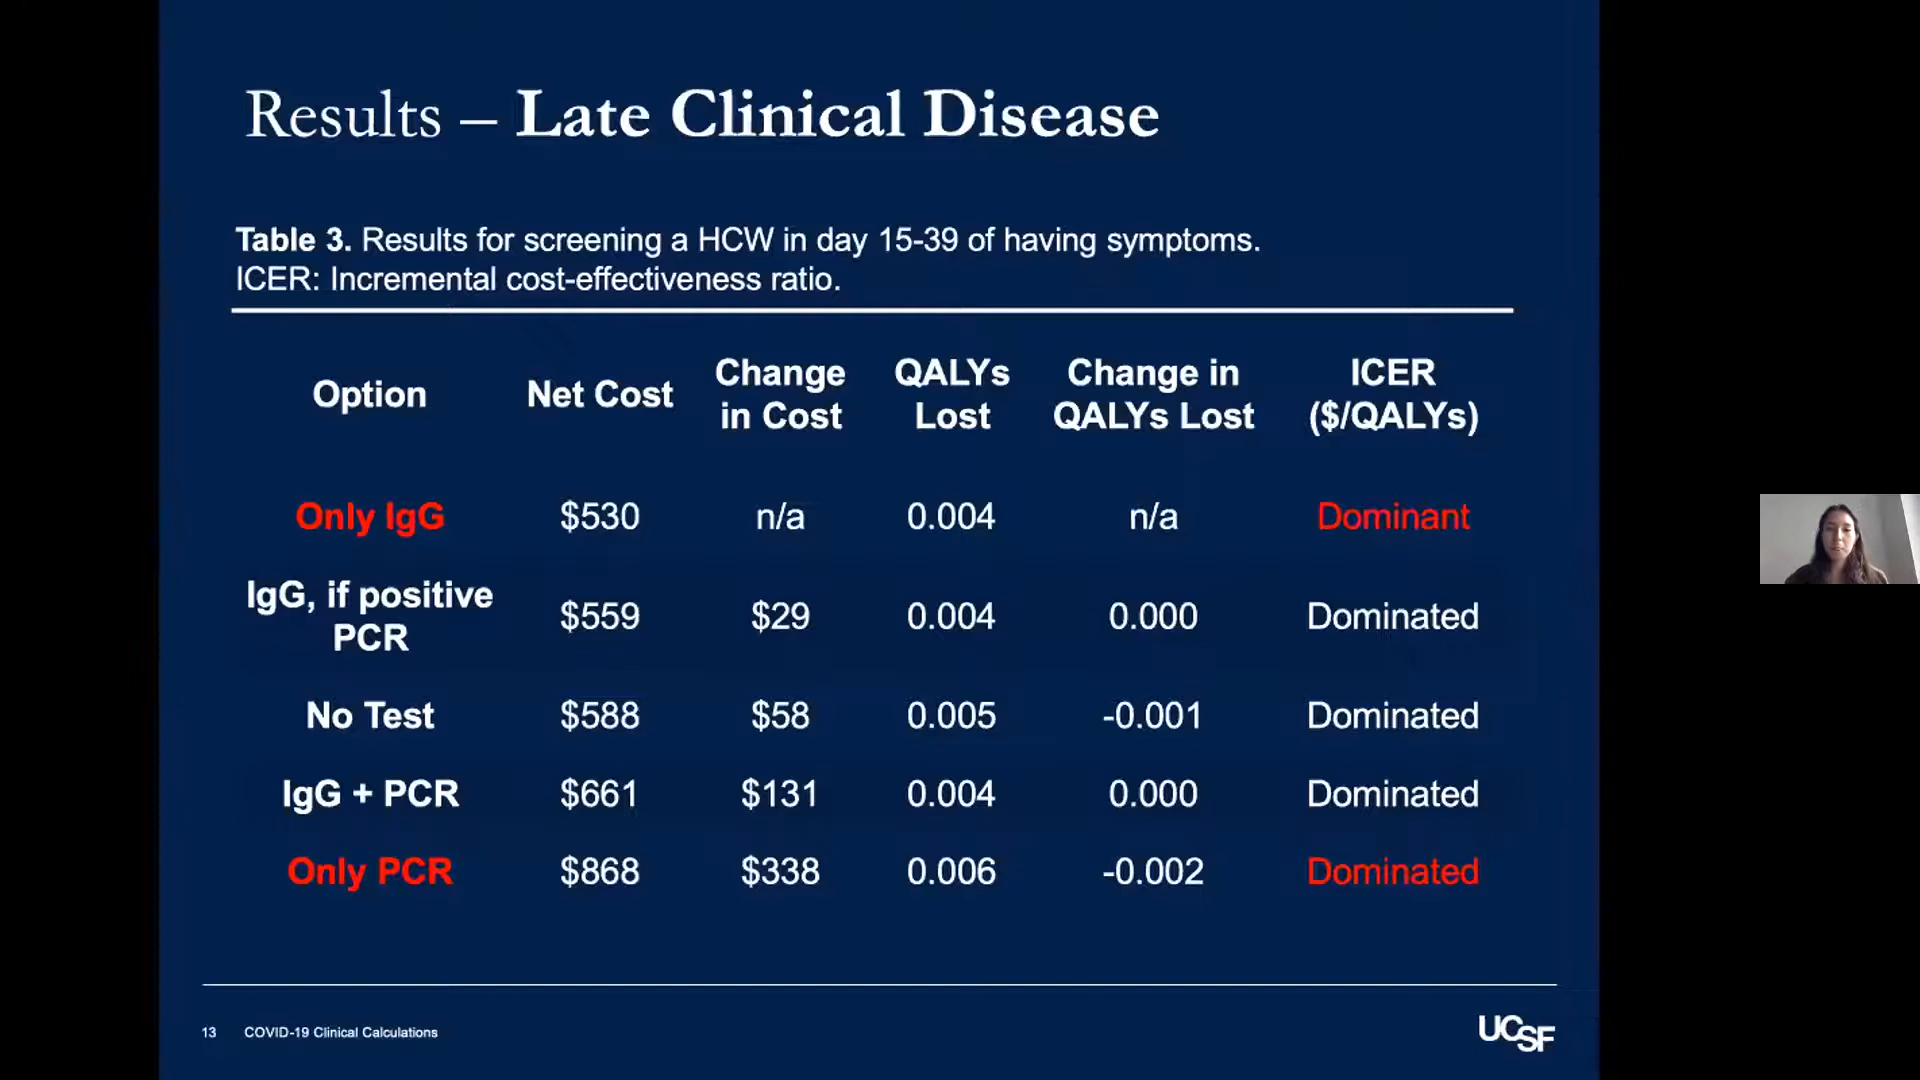 Results – Late Clinical Disease
Table 3. Results for screening a HCW in day 15-39 of having symptoms.
ICER: Incremental cost-effectiveness ratio.
Option Net Cost Change in Cost QALYs Lost Change in QALYs Lost ICER ($/QALYs)
Only IgG $530 n/a 0.004 n/a Dominant
IgG, if positive PCR $559 $29 0.004 0.000 Dominated
No Test $588 $58 0.005 -0.001 Dominated
IgG + PCR $661 $131 0.004 0.000 Dominated
Only PCR $868 $338 0.006 -0.002 Dominated
13 COVID-19 Clinical Calculations
UCSF